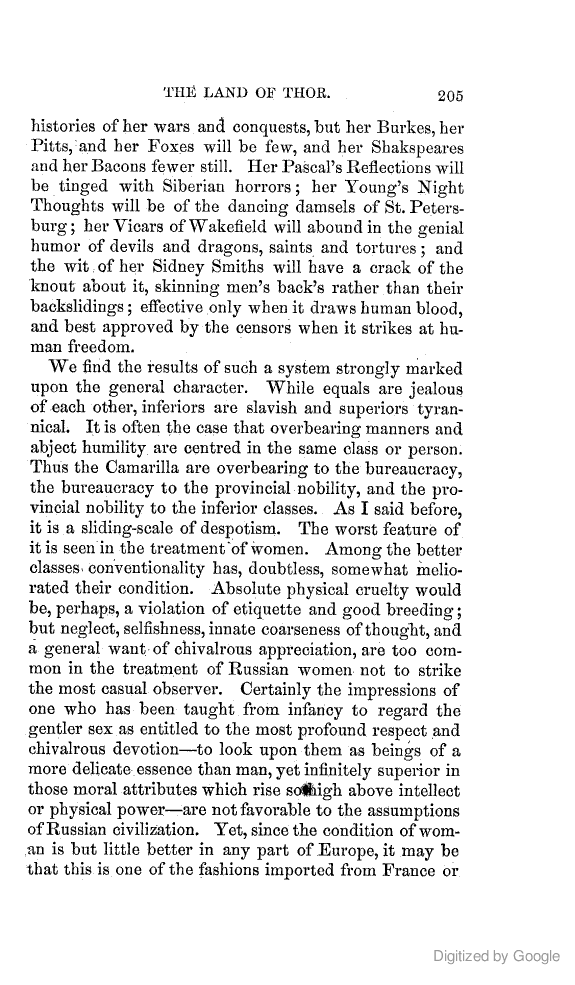 THE LAND OF THOR. 205
histories of her wars and conquests, but her Burkes, her
Pitts, and her Foxes will be few, and her Shakspeares
and her Bacons fewer still. Her Pascal's Reflections will
be tinged with Siberian horrors; her Young's Night
Thoughts will be of the dancing damsels of St. Peters-
burg; her Vicars of Wakefield will abound in the genial
humor of devils and dragons, saints and tortures; and
the wit of her Sidney Smiths will have a crack of the
knout about it, skinning men's back's rather than their
backslidings; effective only when it draws human blood,
and best approved by the censors when it strikes at hu-
man freedom.
We find the results of such a system strongly marked
upon the general character. While equals are jealous
of each other, inferiors are slavish and superiors tyran-
nical. It is often the case that overbearing manners and
abject humility are centred in the same class or person.
Thus the Camarilla are overbearing to the bureaucracy,
the bureaucracy to the provincial nobility, and the pro-
vincial nobility to the inferior classes. As I said before,
it is a sliding-scale of despotism. The worst feature of
it is seen in the treatment of women. Among the better
classes conventionality has, doubtless, somewhat melio-
rated their condition. Absolute physical cruelty would
be, perhaps, a violation of etiquette and good breeding;
but neglect, selfishness, innate coarseness of thought, and
a general want of chivalrous appreciation, are too com-
mon in the treatment of Russian women not to strike
the most casual observer. Certainly the impressions of
one who has been taught from infancy to regard the
gentler sex as entitled to the most profound respect and
chivalrous devotion—to look upon them as beings of a
more delicate essence than man, yet infinitely superior in
those moral attributes which rise so high above intellect
or physical power—are not favorable to the assumptions
of Russian civilization. Yet, since the condition of wom-
an is but little better in any part of Europe, it may be
that this is one of the fashions imported from France or
Digitized by Google